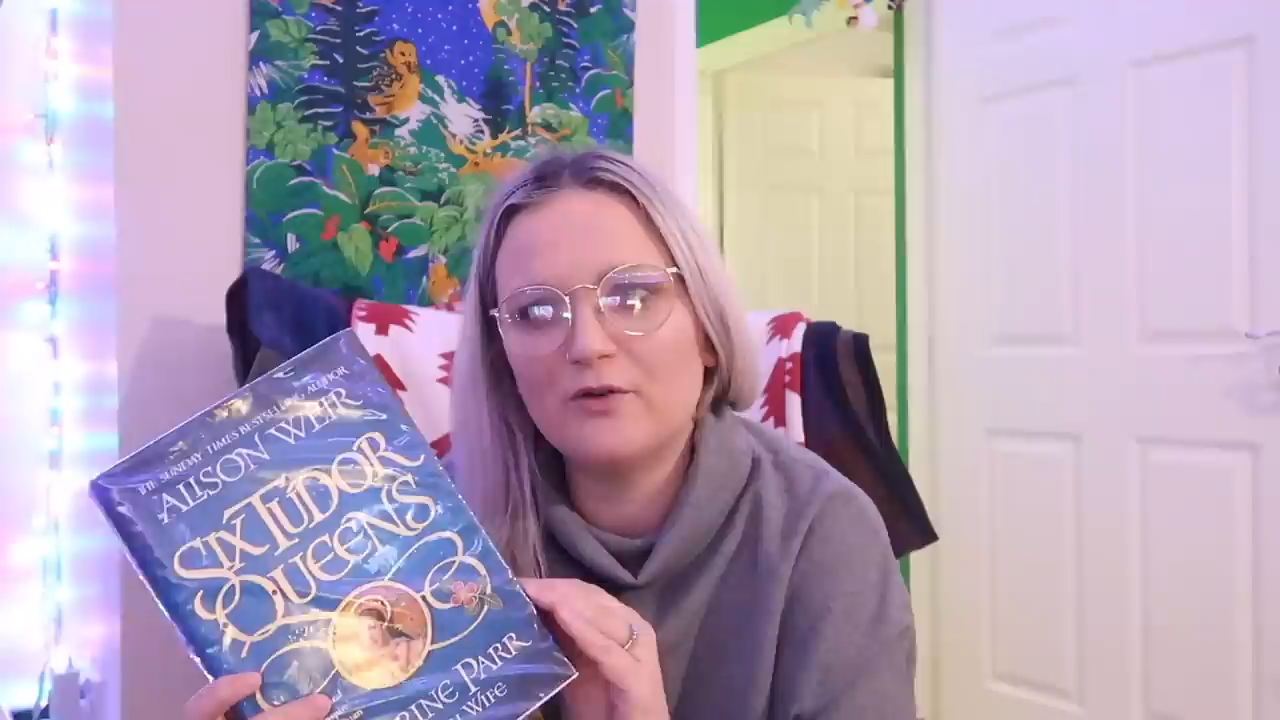 THE SUNDAY TIMES BESTSELLING AUTHOR
ALISON WEIR
SIX TUDOR
QUEENS
RINE PARR
WIFE